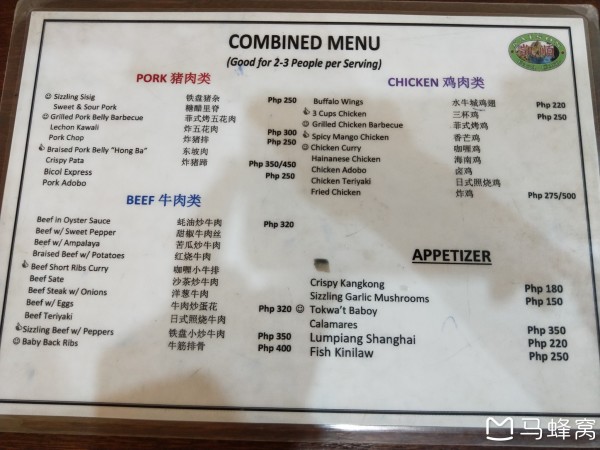 COMBINED MENU
(Good for 2-3 People per Serving)
PORK 猪肉类
Sizzling Sisig 铁盘猪杂 Php 250
Sweet & Sour Pork 糖醋里脊
Grilled Pork Belly Barbecue 菲式烤五花肉
Lechon Kawali 炸五花肉 Php 300
Pork Chop 炸猪排 Php 250
Braised Pork Belly "Hong Ba" 东坡肉
Crispy Pata 炸猪蹄 Php 350/450
Bicol Express Php 250
Pork Adobo
BEEF 牛肉类
Beef in Oyster Sauce 蚝油炒牛肉 Php 320
Beef w/ Sweet Pepper 甜椒牛肉丝
Beef w/ Ampalaya 苦瓜炒牛肉
Braised Beef w/ Potatoes 红烧牛肉
Beef Short Ribs Curry 咖喱小牛排
Beef Sate 沙茶炒牛肉
Beef Steak w/ Onions 洋葱牛肉
Beef w/ Eggs 牛肉炒蛋花 Php 320
Beef Teriyaki 日式照烧牛肉
Sizzling Beef w/ Peppers 铁盘小炒牛肉 Php 350
Baby Back Ribs 牛筋排骨 Php 400
CHICKEN 鸡肉类
Buffalo Wings 水牛城鸡翅 Php 220
3 Cups Chicken 三杯鸡 Php 250
Grilled Chicken Barbecue 菲式烤鸡
Spicy Mango Chicken 香芒鸡
Chicken Curry 咖喱鸡
Hainanese Chicken 海南鸡
Chicken Adobo 卤鸡
Chicken Teriyaki 日式照烧鸡
Fried Chicken 炸鸡 Php 275/500
APPETIZER
Crispy Kangkong Php 180
Sizzling Garlic Mushrooms Php 150
Tokwa't Baboy
Calamares Php 350
Lumpiang Shanghai Php 220
Fish Kinilaw Php 250
马蜂窝